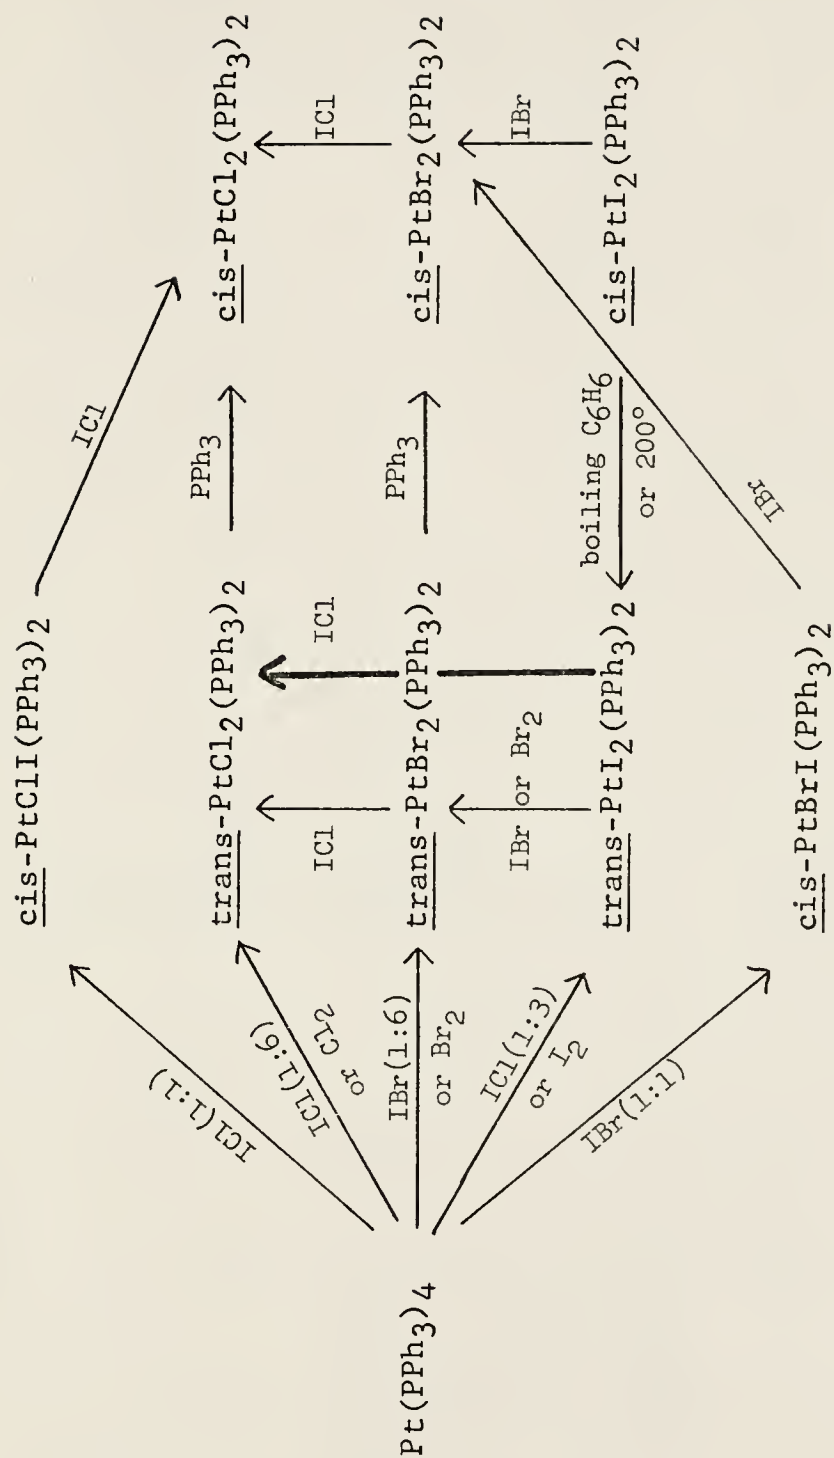 Pt(PPh3)4
ICl(1:1)
ICl(1:6)
or Cl2
IBr(1:6)
or Br2
ICl(1:3)
or I2
IBr(1:1)
cis-PtClI(PPh3)2
trans-PtCl2(PPh3)2
ICl
ICl
trans-PtBr2(PPh3)2
IBr or Br2
trans-PtI2(PPh3)2
cis-PtBrI(PPh3)2
ICl
PPh3
PPh3
boiling C6H6
or 200°
IBr
cis-PtCl2(PPh3)2
ICl
cis-PtBr2(PPh3)2
IBr
cis-PtI2(PPh3)2